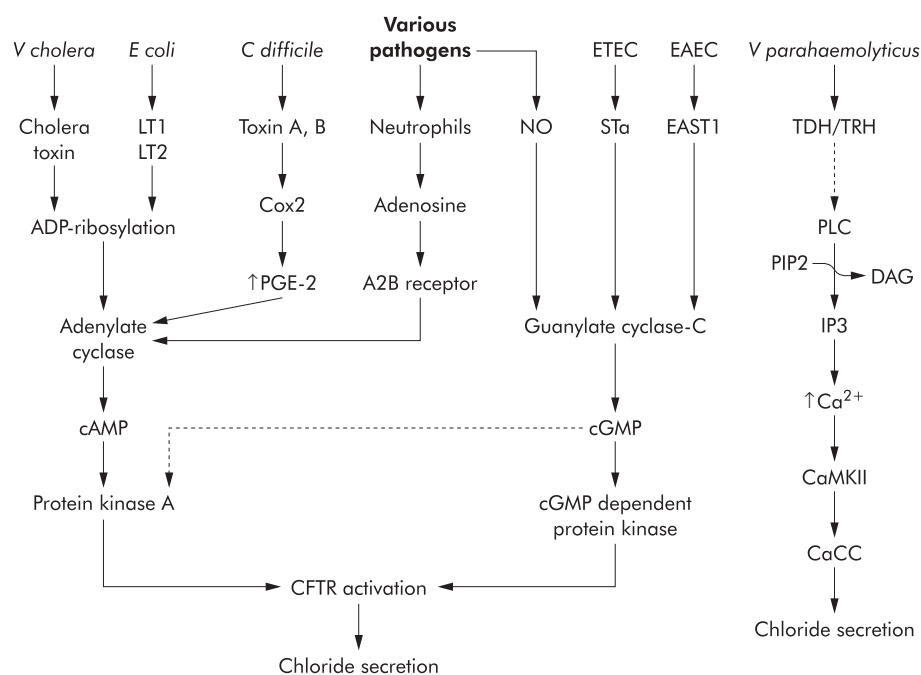 Various
pathogens
V cholera
E coli
C difficile
ETEC
EAEC
V parahaemolyticus
Cholera
toxin
LT1
LT2
Toxin A, B
Neutrophils
NO
STa
EAST1
TDH/TRH
Cox2
Adenosine
ADP-ribosylation
PLC
PIP2
DAG
↑PGE-2
A2B receptor
Adenylate
cyclase
Guanylate cyclase-C
IP3
↑Ca²⁺
cAMP
cGMP
CaMKII
Protein kinase A
cGMP dependent
protein kinase
CaCC
CFTR activation
Chloride secretion
Chloride secretion